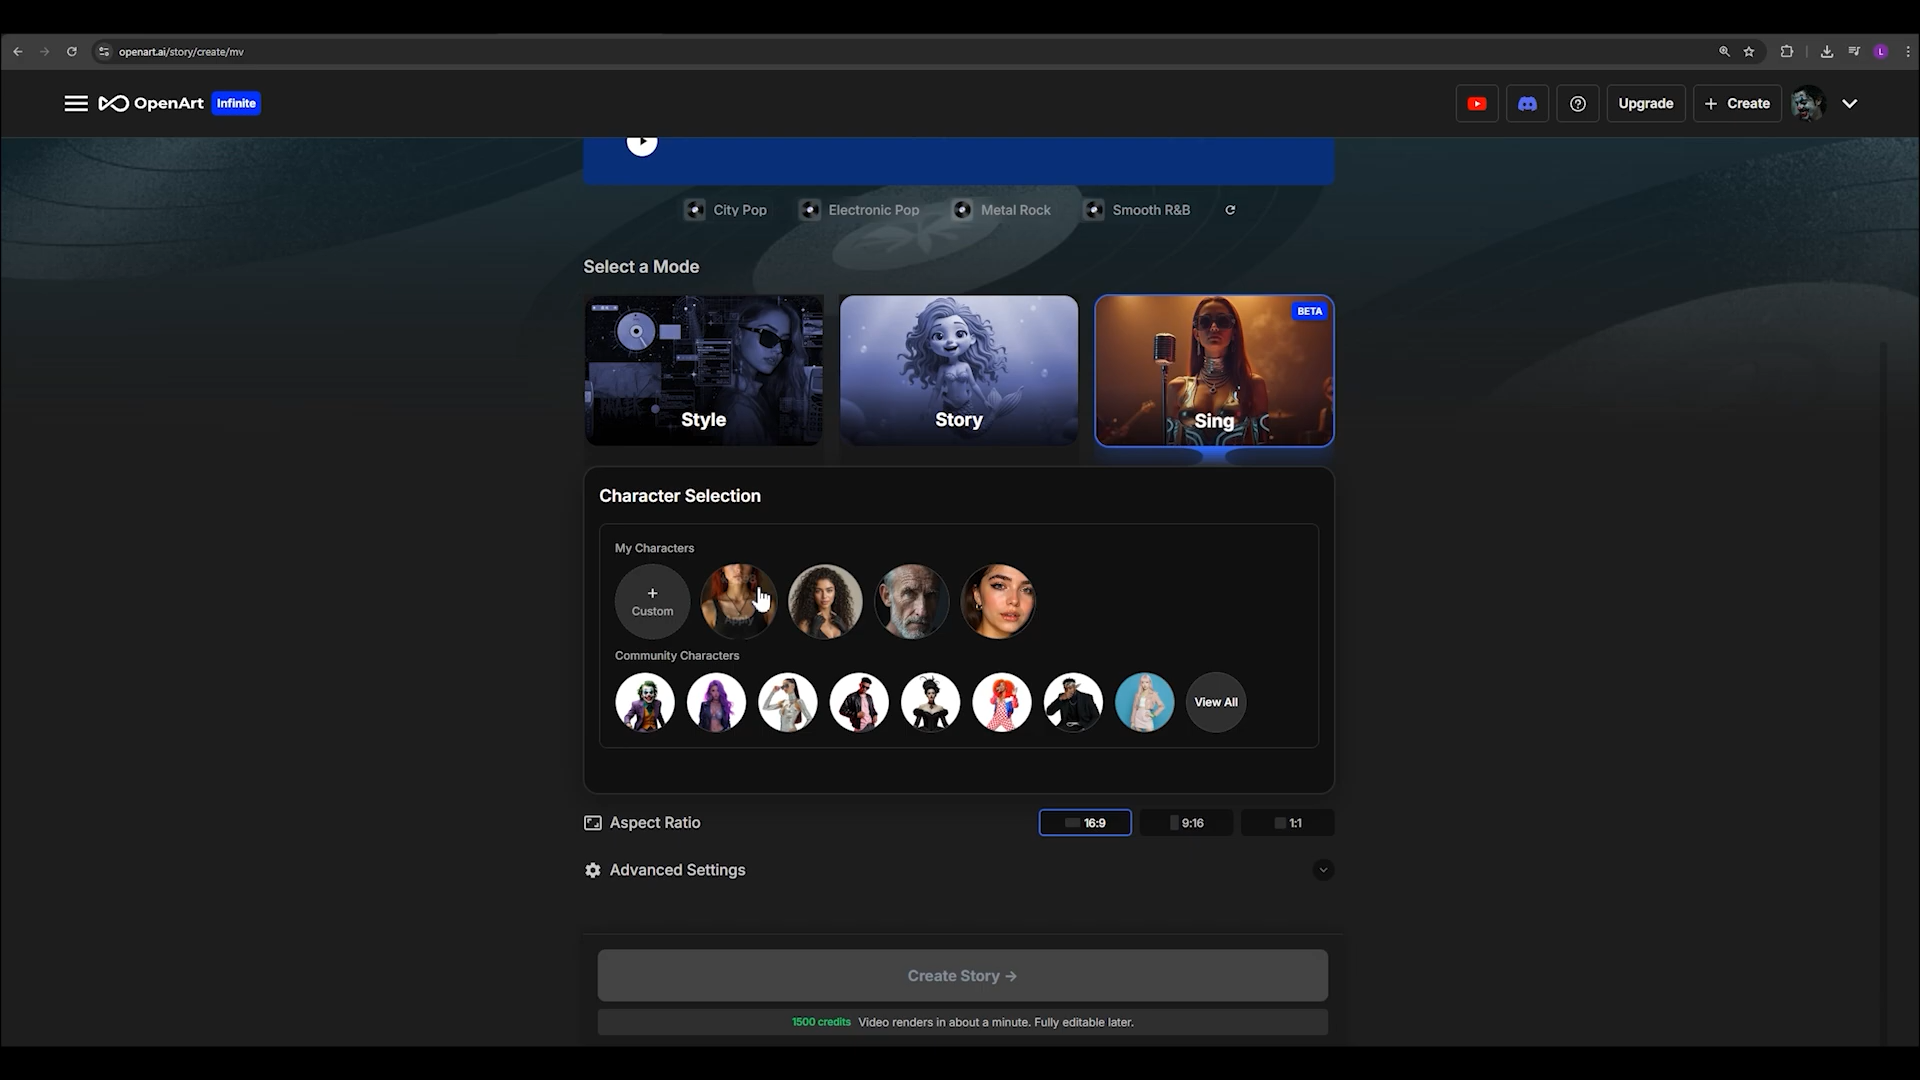 openart.ai/story/create/mv
L
OpenArt Infinite
Upgrade
+ Create
City Pop
Electronic Pop
Metal Rock
Smooth R&B
Select a Mode
Style
Story
BETA
Sing
Character Selection
My Characters
+
Custom
Community Characters
View All
Aspect Ratio
16:9
9:16
1:1
Advanced Settings
Create Story →
1500 credits Video renders in about a minute. Fully editable later.